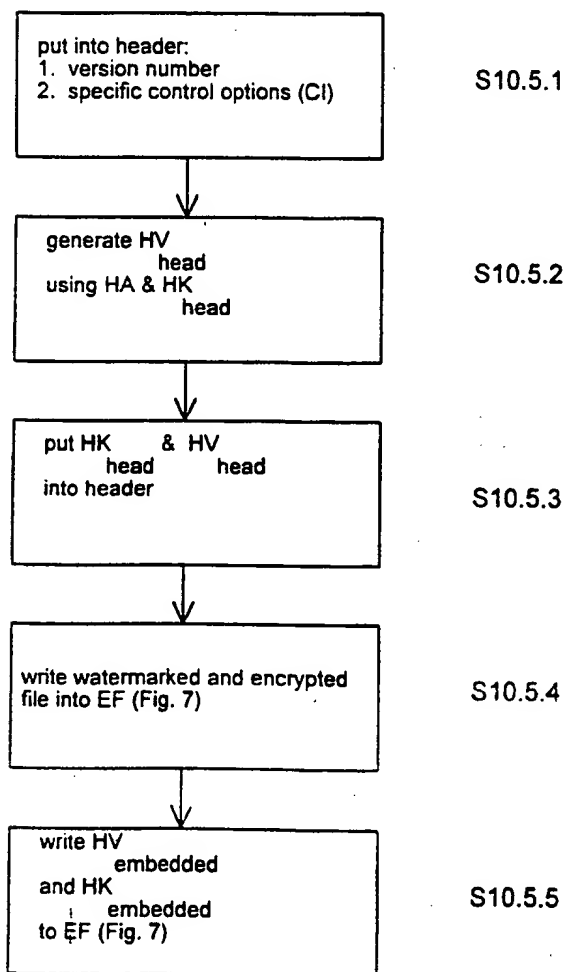 put into header:
1. version number
2. specific control options (CI)
S10.5.1
generate HV
head
using HA & HK
head
S10.5.2
put HK & HV
head head
into header
S10.5.3
write watermarked and encrypted
file into EF (Fig. 7)
S10.5.4
write HV
embedded
and HK
embedded
to EF (Fig. 7)
S10.5.5